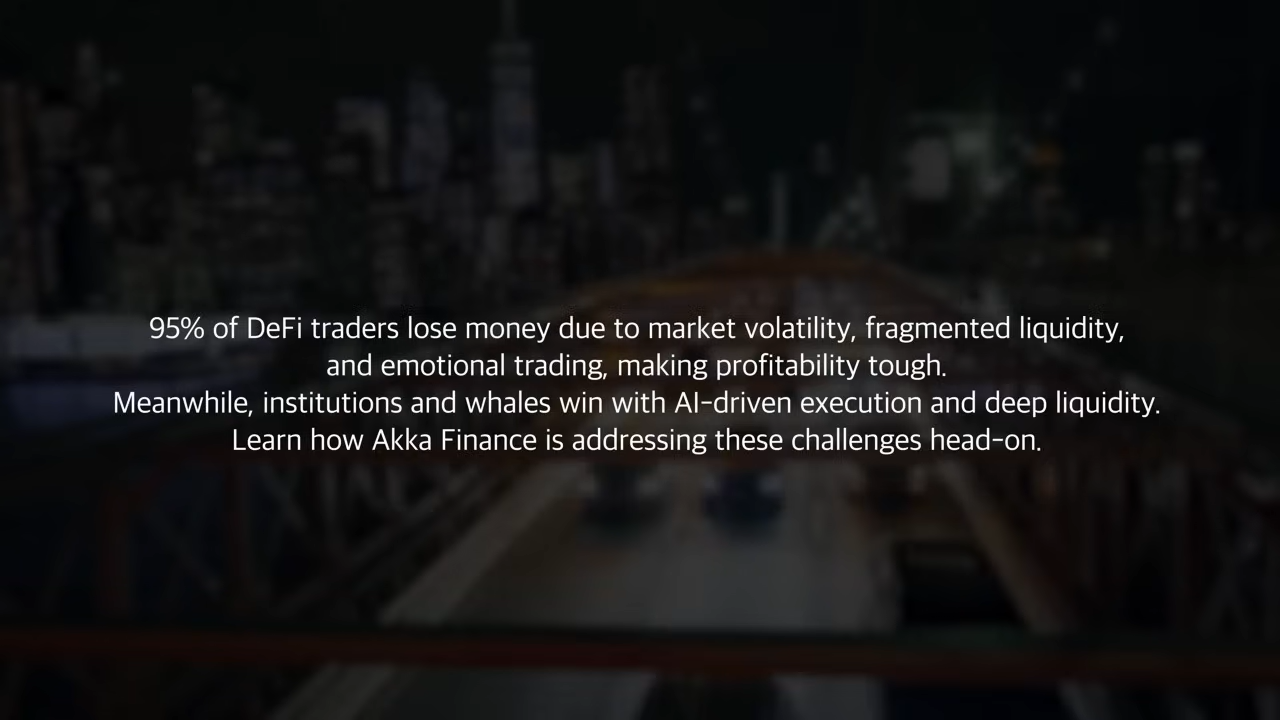 95% of DeFi traders lose money due to market volatility, fragmented liquidity,
and emotional trading, making profitability tough.
Meanwhile, institutions and whales win with AI-driven execution and deep liquidity.
Learn how Akka Finance is addressing these challenges head-on.